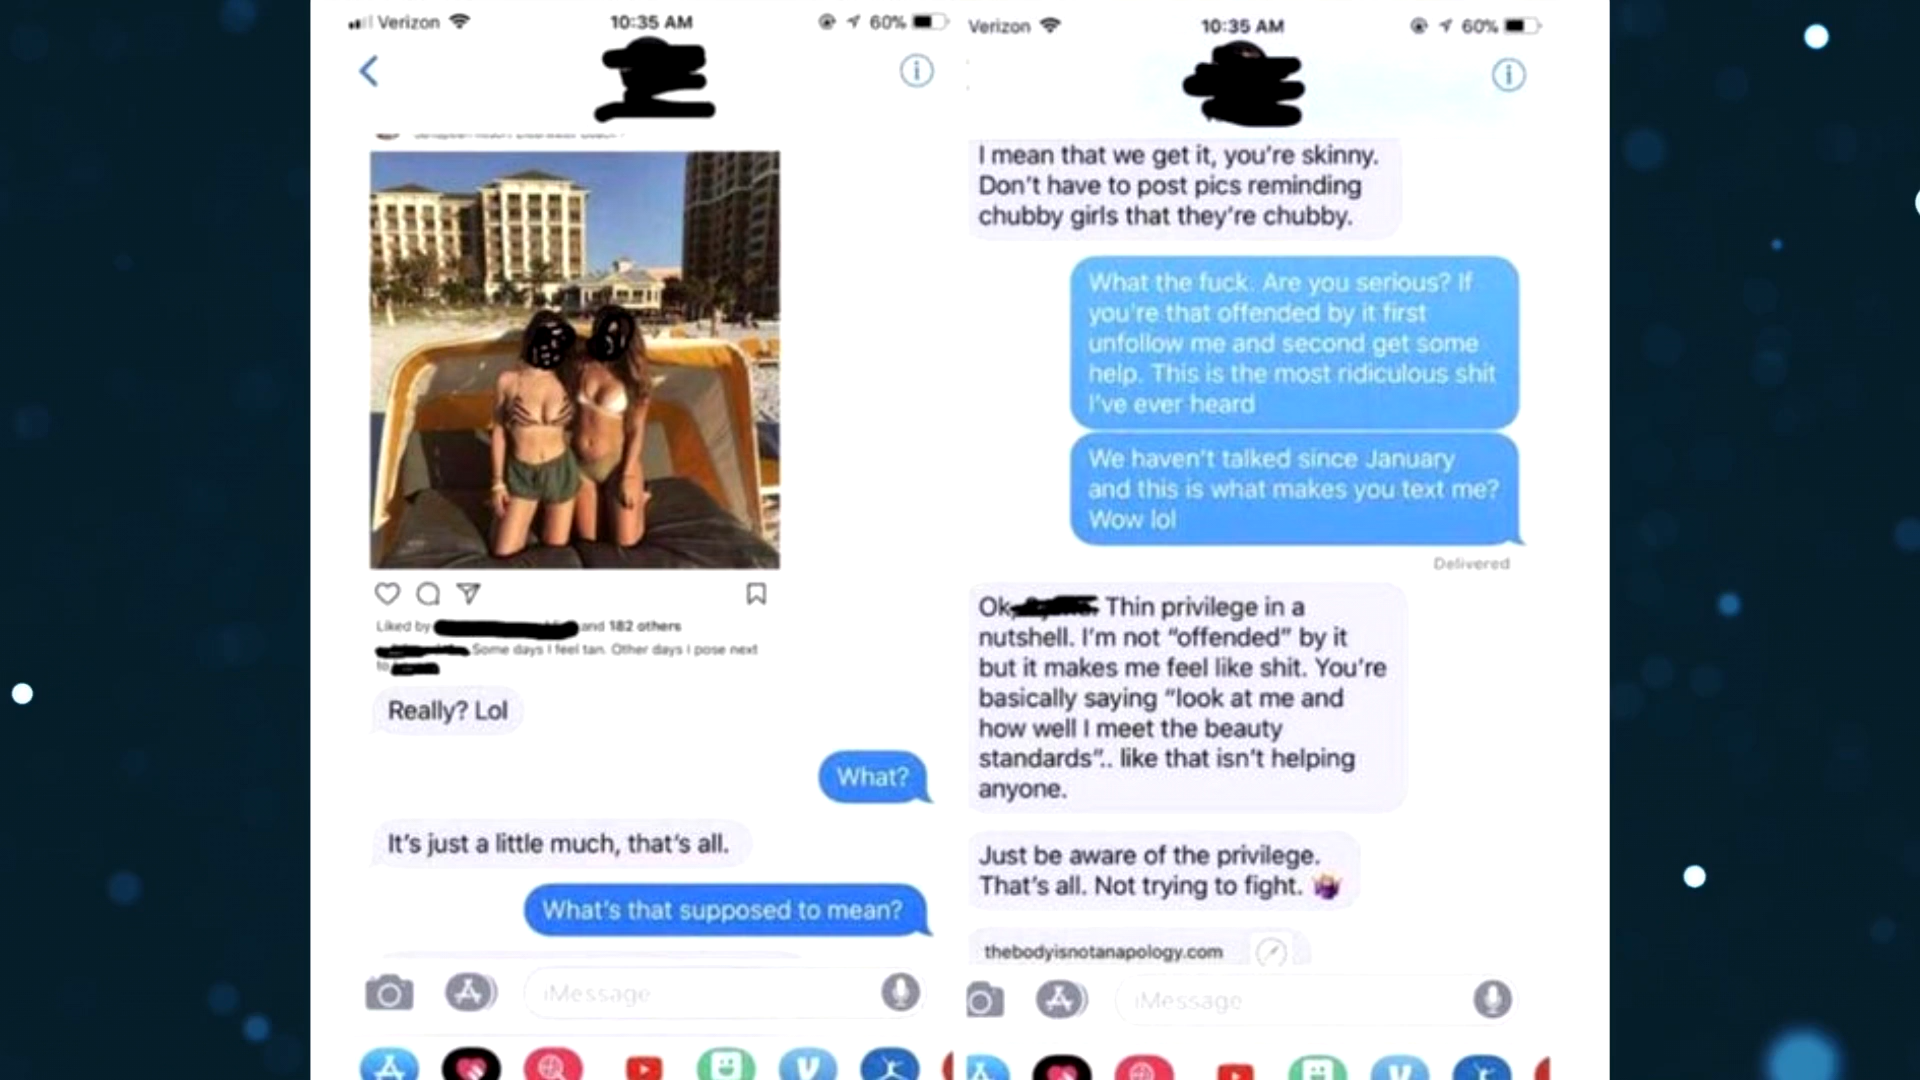 Verizon
10:35 AM
60%
Liked by
and 182 others
Some days I feel tan. Other days I pose next
to
Really? Lol
What?
It's just a little much, that's all.
What's that supposed to mean?
iMessage
Verizon
10:35 AM
60%
I mean that we get it, you're skinny.
Don't have to post pics reminding
chubby girls that they're chubby.
What the fuck. Are you serious? If
you're that offended by it first
unfollow me and second get some
help. This is the most ridiculous shit
I've ever heard
We haven't talked since January
and this is what makes you text me?
Wow lol
Delivered
Ok, Thin privilege in a
nutshell. I'm not "offended" by it
but it makes me feel like shit. You're
basically saying "look at me and
how well I meet the beauty
standards".. like that isn't helping
anyone.
Just be aware of the privilege.
That's all. Not trying to fight.
thebodyisnotanapology.com
iMessage